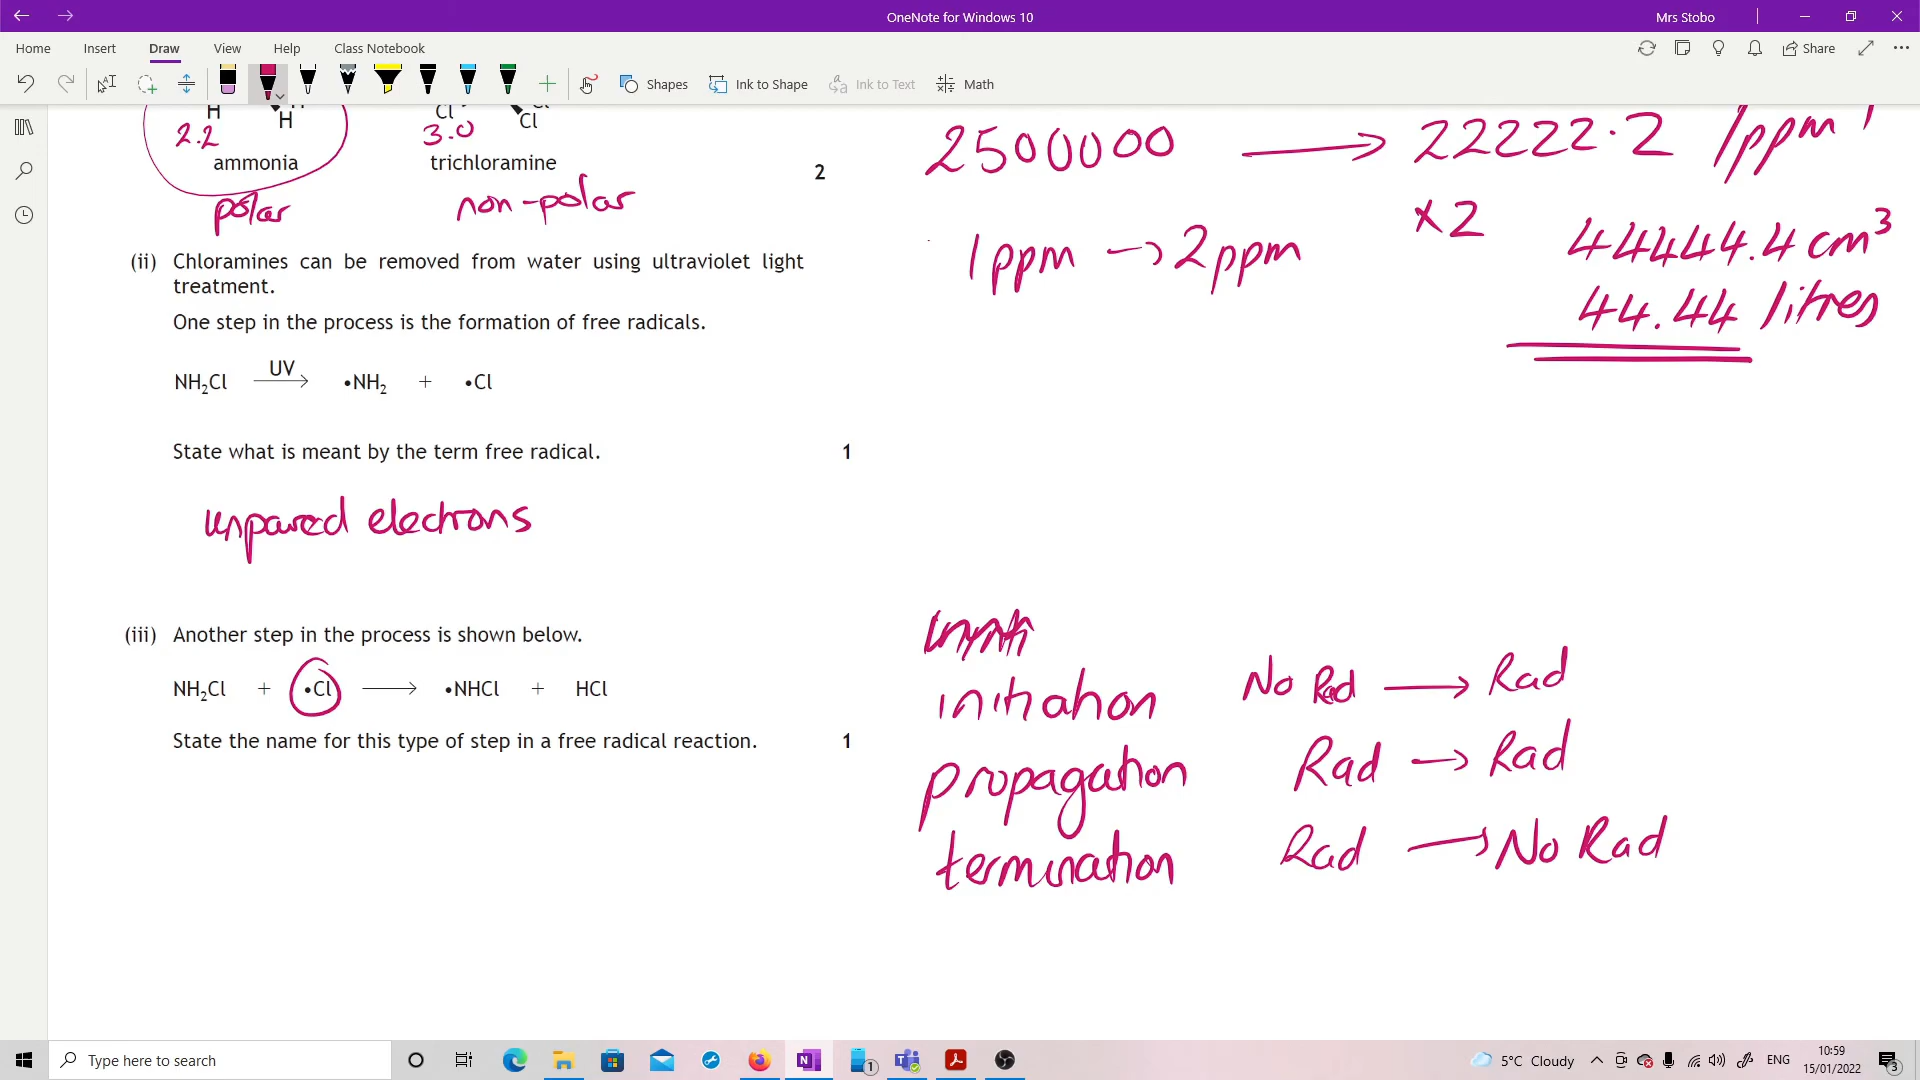 OneNote for Windows 10
Mrs Stobo
Home Insert Draw View Help Class Notebook
Share
Shapes Ink to Shape Ink to Text Math
H H
H
Cl Cl
Cl
2.2 3.0
ammonia trichloramine
2
polar non-polar
2500000 → 22222.2 1ppm
×2
1ppm → 2ppm
44444.4 cm³
44.44 litres
(ii) Chloramines can be removed from water using ultraviolet light
treatment.
One step in the process is the formation of free radicals.
UV
NH₂Cl → •NH₂ + •Cl
State what is meant by the term free radical. 1
unpaired electrons
(iii) Another step in the process is shown below.
NH₂Cl + •Cl → •NHCl + HCl
State the name for this type of step in a free radical reaction. 1
initiation No Rad → Rad
propagation Rad → Rad
termination Rad → No Rad
Type here to search
1
5°C Cloudy
ENG
10:59
15/01/2022
3